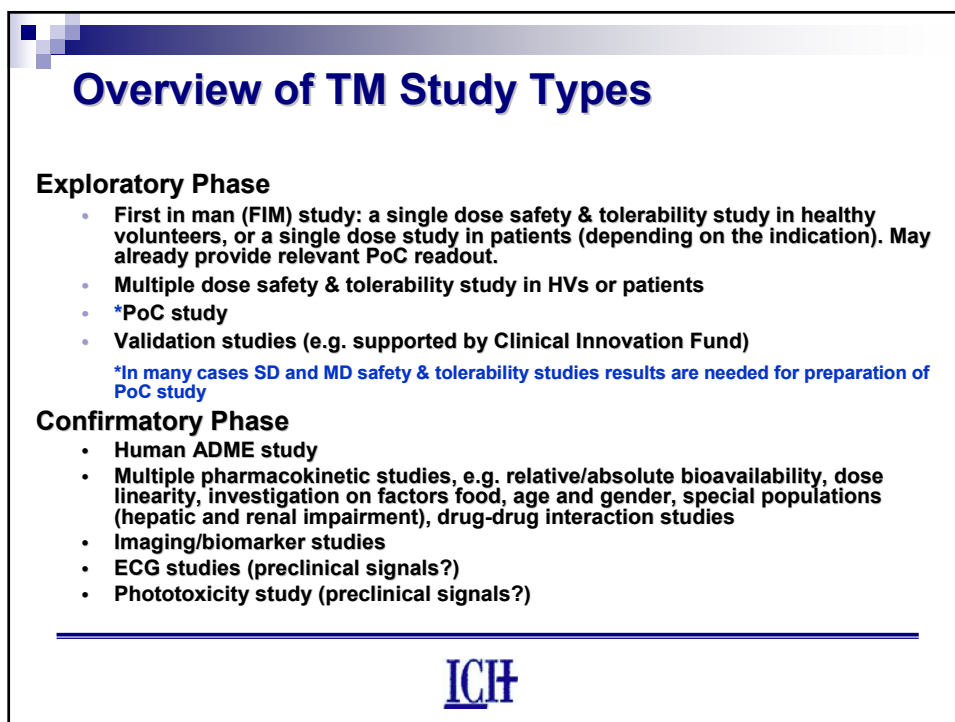 Overview of TM Study Types
Exploratory Phase
• First in man (FIM) study: a single dose safety & tolerability study in healthy
volunteers, or a single dose study in patients (depending on the indication). May
already provide relevant PoC readout.
• Multiple dose safety & tolerability study in HVs or patients
• *PoC study
• Validation studies (e.g. supported by Clinical Innovation Fund)
*In many cases SD and MD safety & tolerability studies results are needed for preparation of
PoC study
Confirmatory Phase
• Human ADME study
• Multiple pharmacokinetic studies, e.g. relative/absolute bioavailability, dose
linearity, investigation on factors food, age and gender, special populations
(hepatic and renal impairment), drug-drug interaction studies
• Imaging/biomarker studies
• ECG studies (preclinical signals?)
• Phototoxicity study (preclinical signals?)
ICH